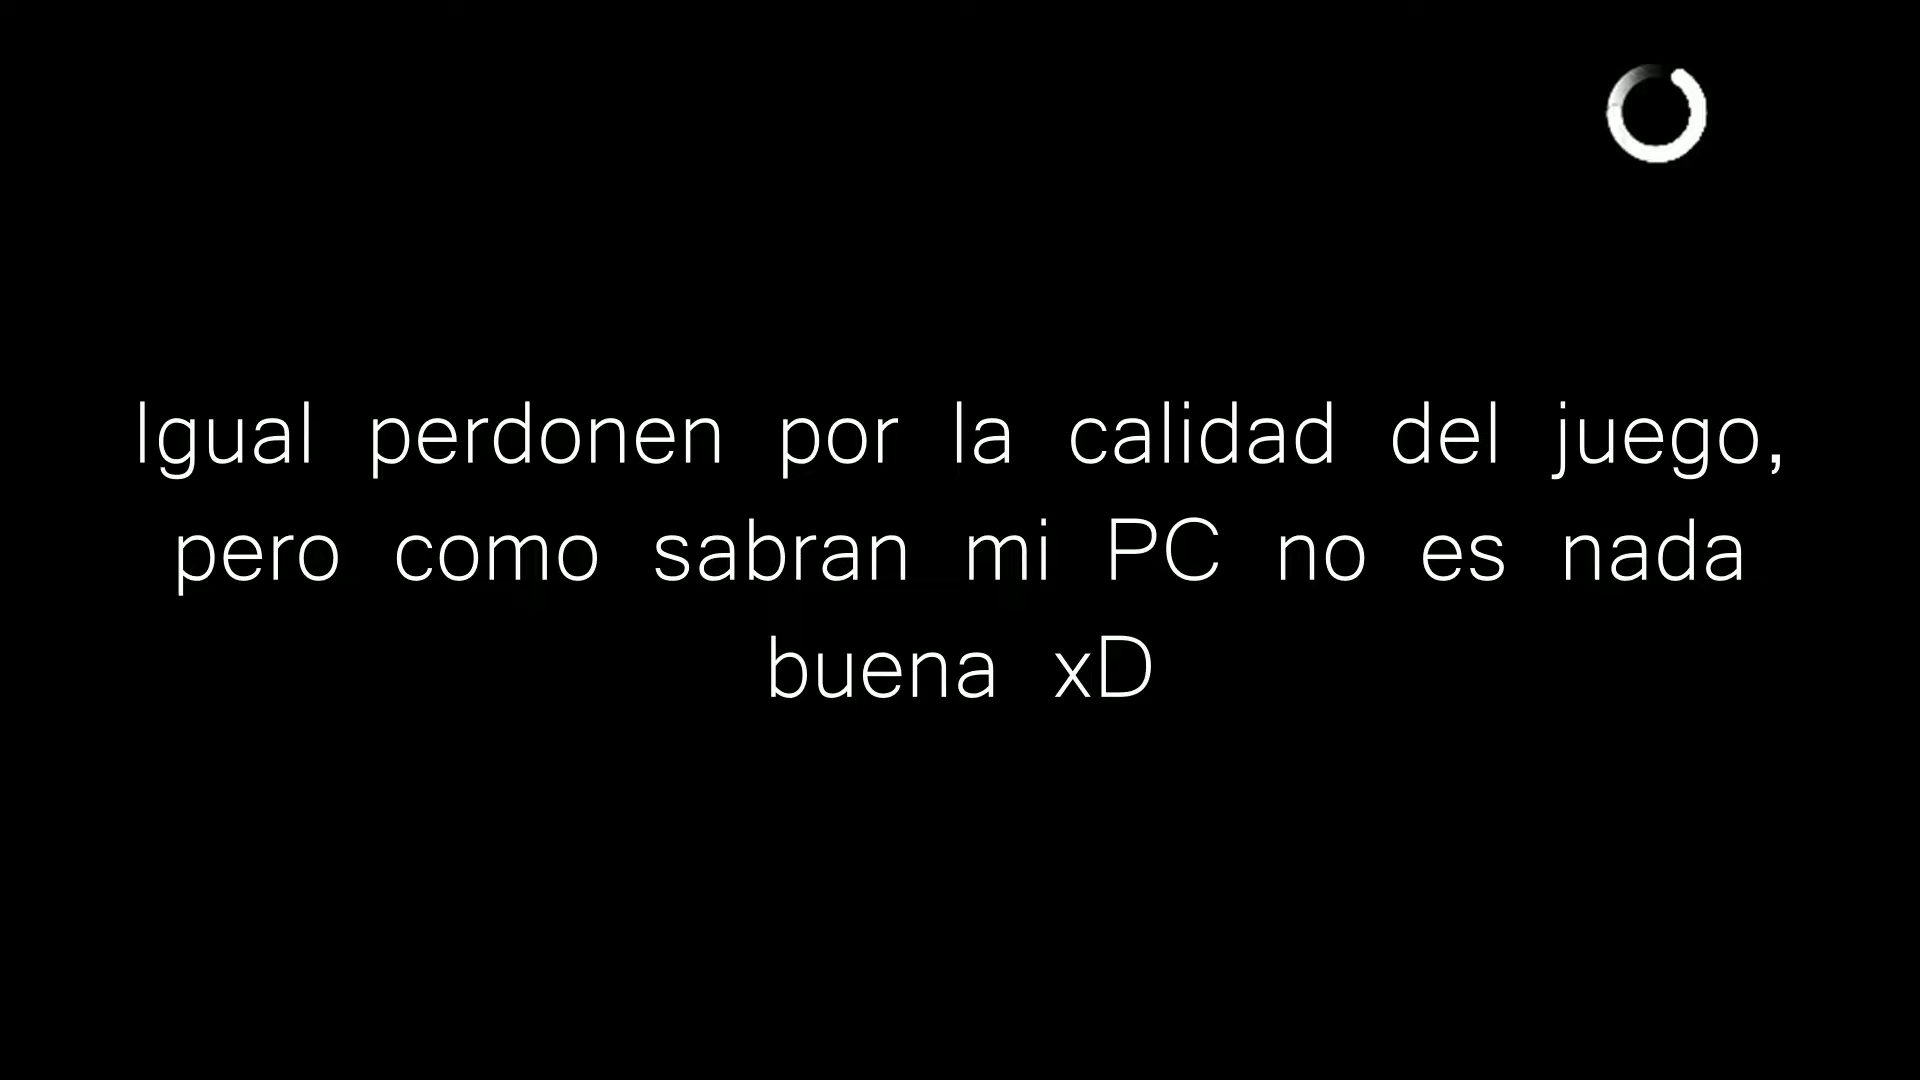 Igual perdonen por la calidad del juego,
pero como sabran mi PC no es nada
buena xD